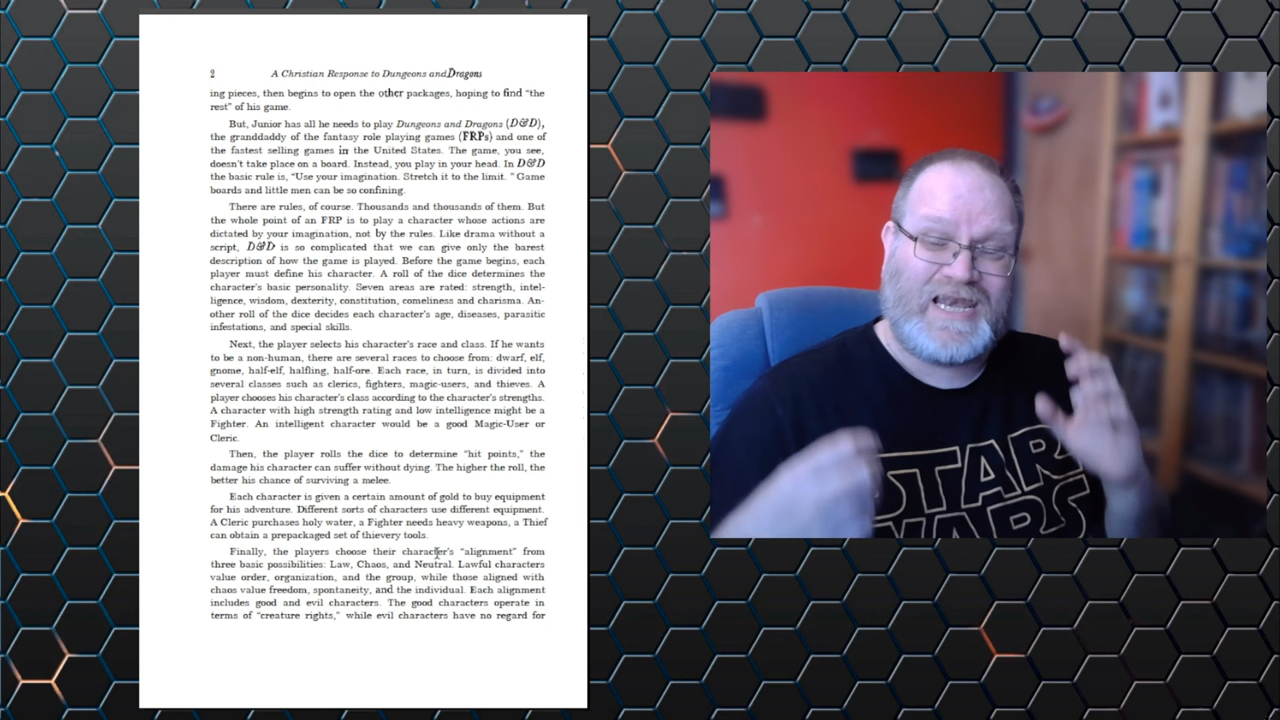 2 A Christian Response to Dungeons and Dragons
ing pieces, then begins to open the other packages, hoping to find “the
rest” of his game.
But, Junior has all he needs to play Dungeons and Dragons (D&D),
the granddaddy of the fantasy role playing games (FRPs) and one of
the fastest selling games in the United States. The game, you see,
doesn’t take place on a board. Instead, you play in your head. In D&D
the basic rule is, “Use your imagination. Stretch it to the limit. ” Game
boards and little men can be so confining.
There are rules, of course. Thousands and thousands of them. But
the whole point of an FRP is to play a character whose actions are
dictated by your imagination, not by the rules. Like drama without a
script, D&D is so complicated that we can give only the barest
description of how the game is played. Before the game begins, each
player must define his character. A roll of the dice determines the
character’s basic personality. Seven areas are rated: strength, intel-
ligence, wisdom, dexterity, constitution, comeliness and charisma. An-
other roll of the dice decides each character’s age, diseases, parasitic
infestations, and special skills.
Next, the player selects his character’s race and class. If he wants
to be a non-human, there are several races to choose from: dwarf, elf,
gnome, half-elf, halfling, half-orc. Each race, in turn, is divided into
several classes such as clerics, fighters, magic-users, and thieves. A
player chooses his character’s class according to the character’s strengths.
A character with high strength rating and low intelligence might be a
Fighter. An intelligent character would be a good Magic-User or
Cleric.
Then, the player rolls the dice to determine “hit points,” the
damage his character can suffer without dying. The higher the roll, the
better his chance of surviving a melee.
Each character is given a certain amount of gold to buy equipment
for his adventure. Different sorts of characters use different equipment.
A Cleric purchases holy water, a Fighter needs heavy weapons, a Thief
can obtain a prepackaged set of thievery tools.
Finally, the players choose their character’s “alignment” from
three basic possibilities: Law, Chaos, and Neutral. Lawful characters
value order, organization, and the group, while those aligned with
chaos value freedom, spontaneity, and the individual. Each alignment
includes good and evil characters. The good characters operate in
terms of “creature rights,” while evil characters have no regard for
STAR
WARS